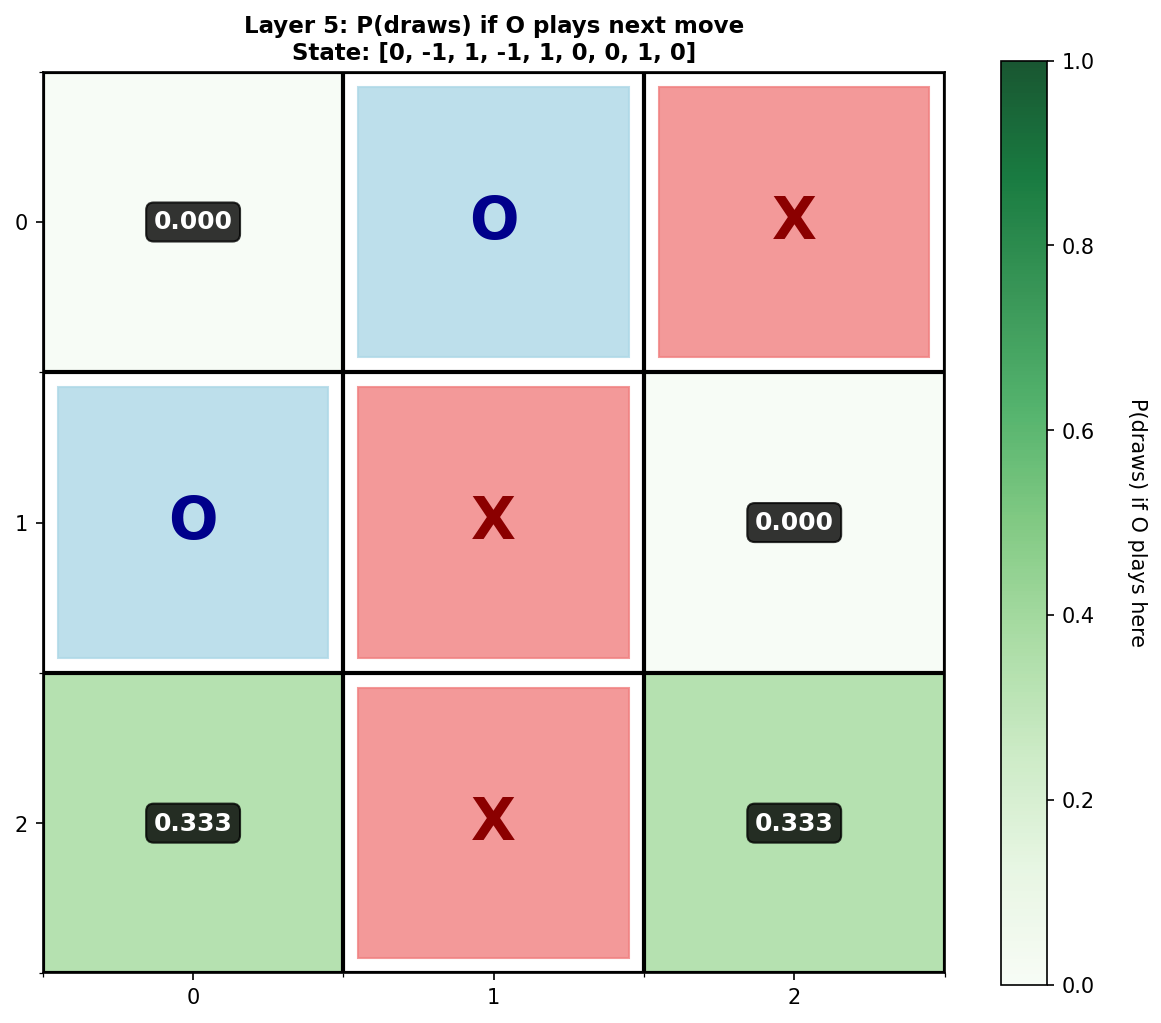 Layer 5: P(draws) if O plays next move
State: [0, -1, 1, -1, 1, 0, 0, 1, 0]
0.000 O X
O X 0.000
0.333 X 0.333
0
1
2
0 1 2
1.0
0.8
0.6
0.4
0.2
0.0
P(draws) if O plays here